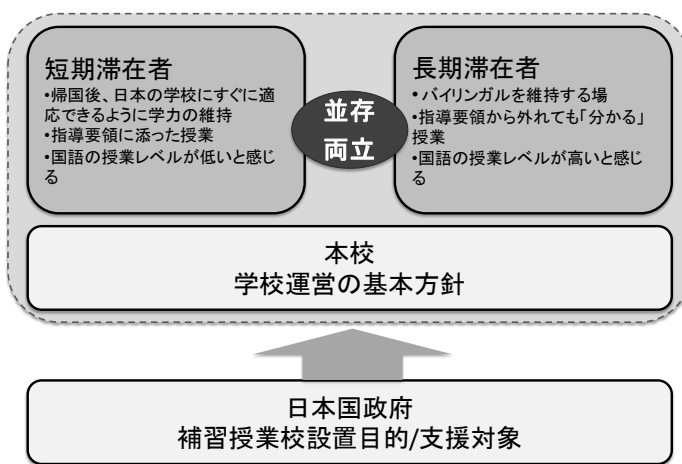 短期滞在者
•帰国後、日本の学校にすぐに適
応できるように学力の維持
•指導要領に添った授業
•国語の授業レベルが低いと感じ
る
並存
両立
長期滞在者
•バイリンガルを維持する場
•指導要領から外れても「分かる」
授業
•国語の授業レベルが高いと感じ
る
本校
学校運営の基本方針
日本国政府
補習授業校設置目的/支援対象